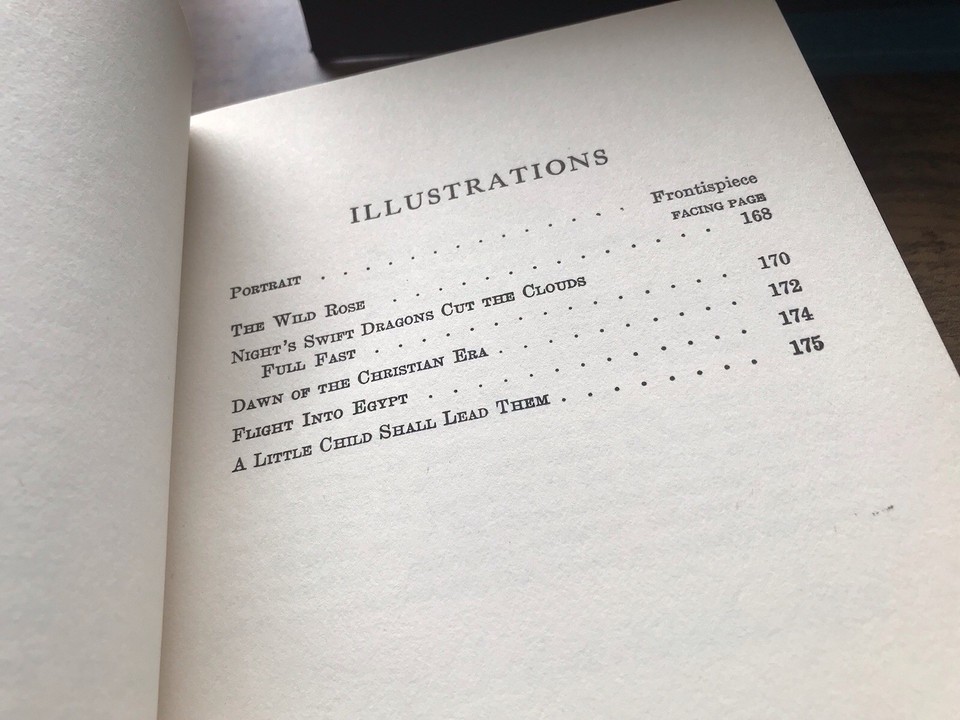 ILLUSTRATIONS
Portrait . . . . . . . . . . . . Frontispiece
FACING PAGE
The Wild Rose . . . . . . . . . . . . 168
Night's Swift Dragons Cut the Clouds
Full Fast . . . . . . . . . . . . 170
Dawn of the Christian Era . . . . . . . . 172
Flight Into Egypt . . . . . . . . . . . 174
A Little Child Shall Lead Them . . . . . . . 175